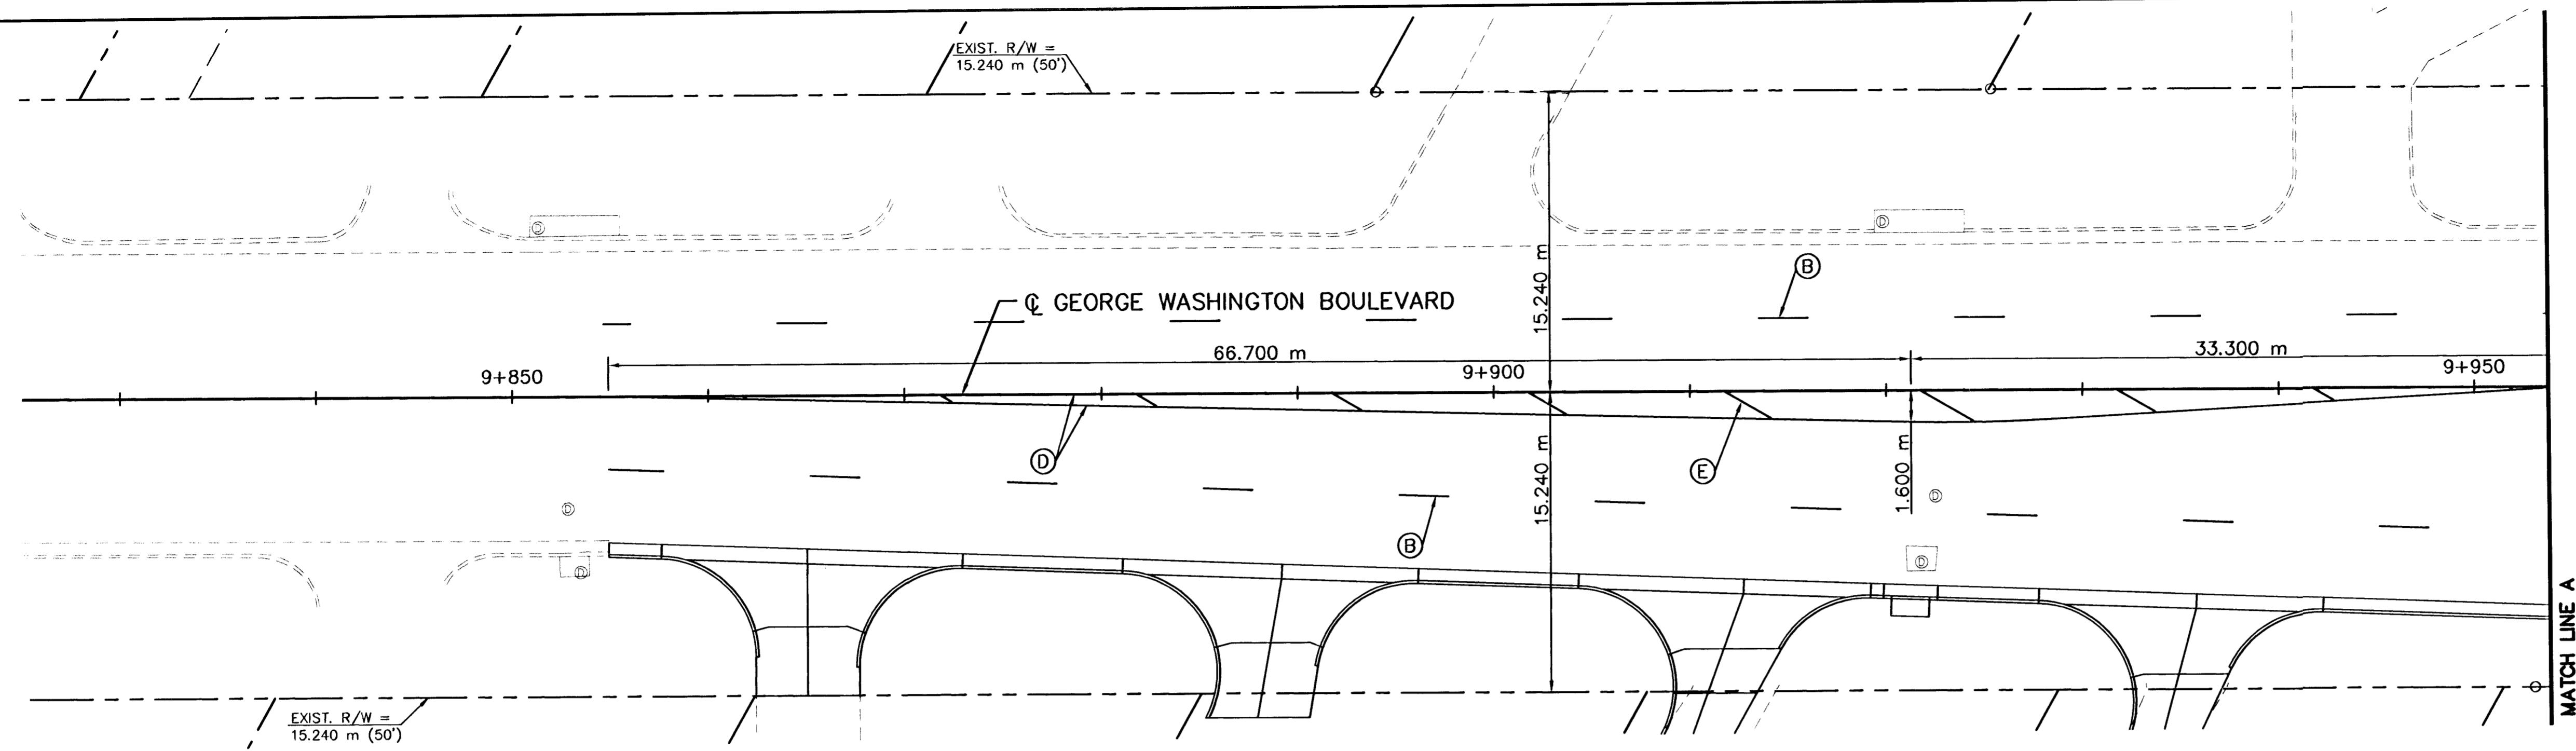 EXIST. R/W =
15.240 m (50')
D
D
B
15.240 m
℄ GEORGE WASHINGTON BOULEVARD
66.700 m
33.300 m
9+850
9+900
9+950
D
E
15.240 m
1.600 m
D
D
B
D
D
EXIST. R/W =
15.240 m (50')
MATCH LINE A